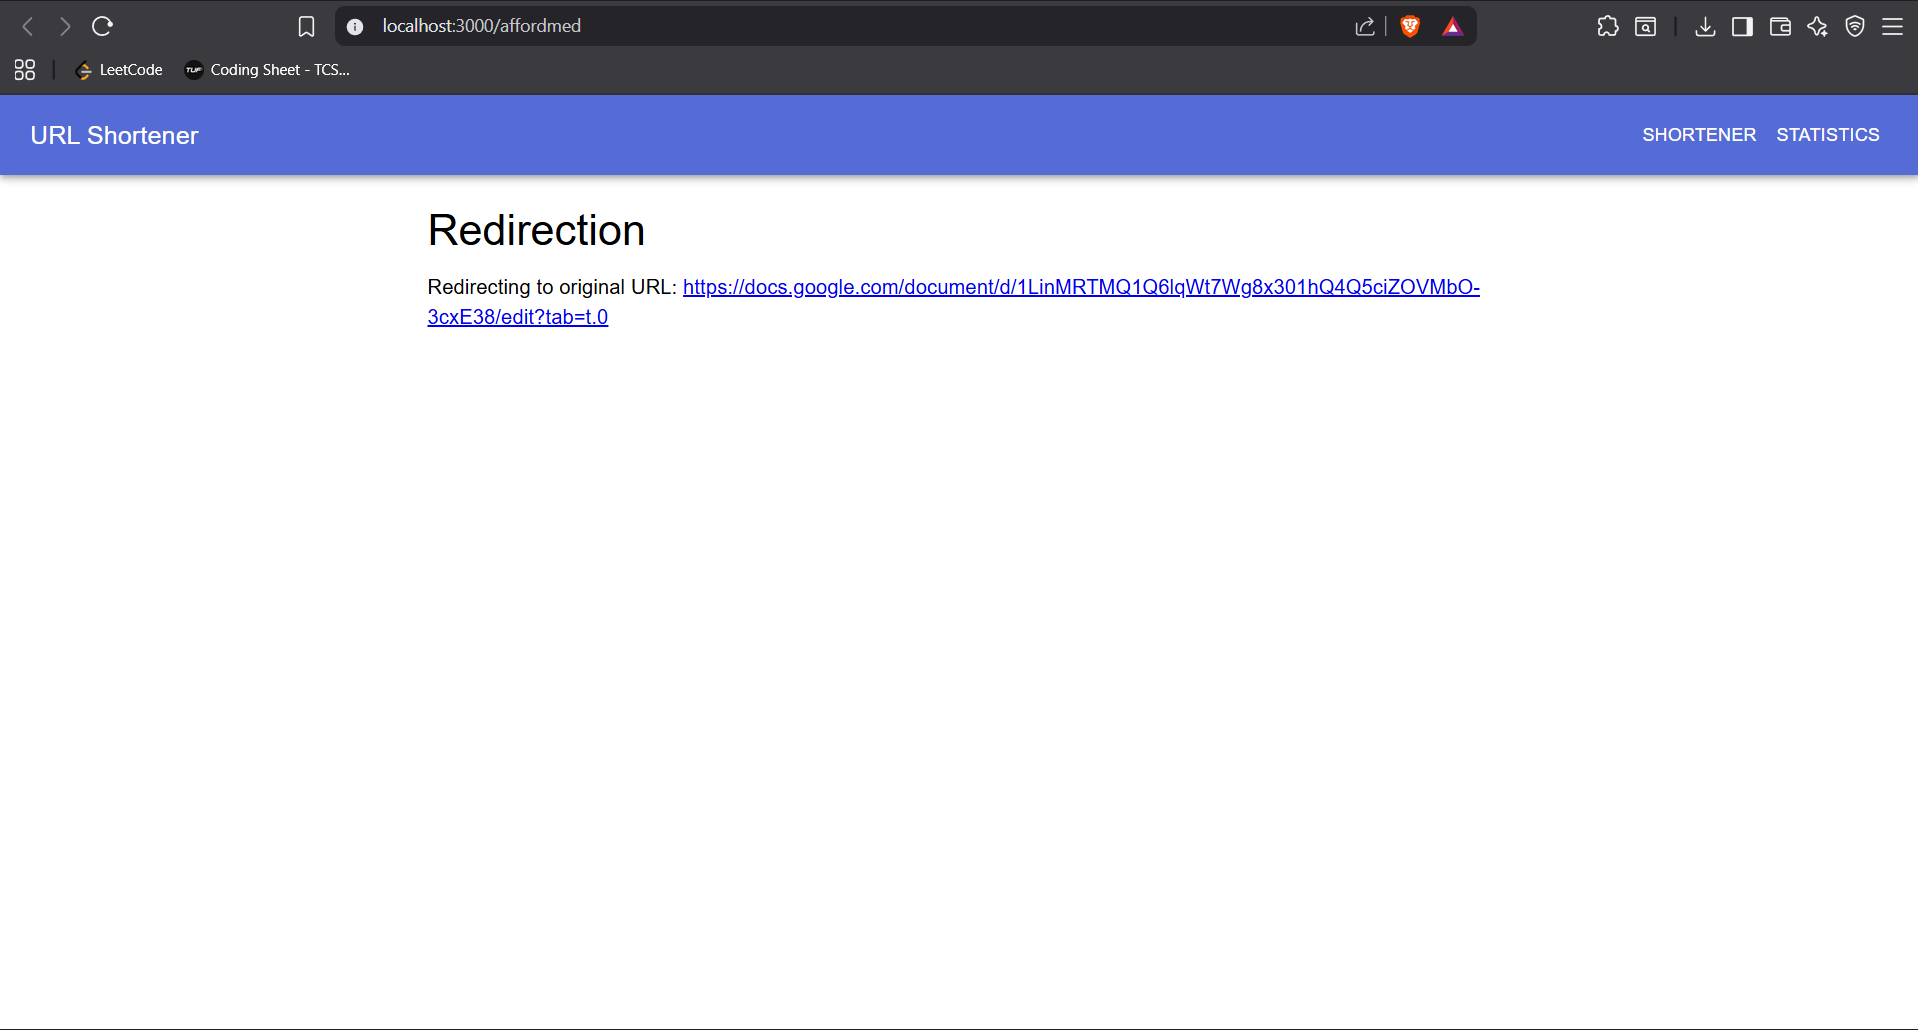 localhost:3000/affordmed
LeetCode
TUF Coding Sheet - TCS...
URL Shortener
SHORTENER STATISTICS
Redirection
Redirecting to original URL: https://docs.google.com/document/d/1LinMRTMQ1Q6lqWt7Wg8x301hQ4Q5ciZOVMbO-
3cxE38/edit?tab=t.0